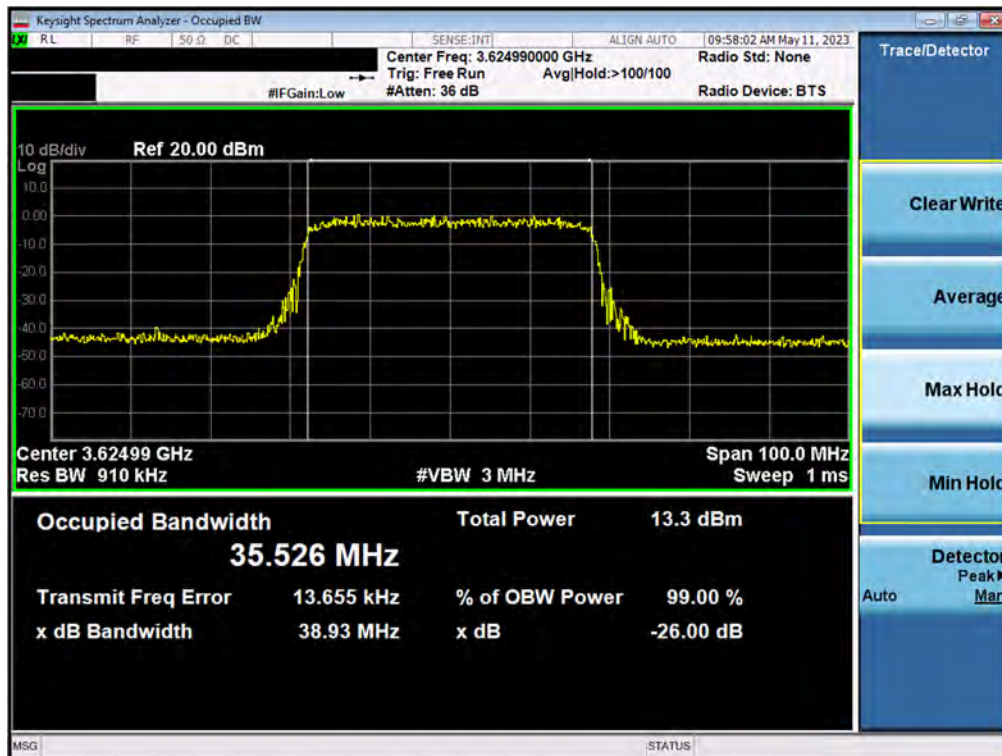 Keysight Spectrum Analyzer - Occupied BW
LXI RL RF 50 Ω DC SENSE:INT ALIGN AUTO 09:58:02 AM May 11, 2023
Center Freq: 3.624990000 GHz Radio Std: None
Trig: Free Run Avg|Hold:>100/100
#IFGain:Low #Atten: 36 dB Radio Device: BTS
10 dB/div Ref 20.00 dBm
Log
10.0
0.00
-10.0
-20.0
-30.0
-40.0
-50.0
-60.0
-70.0
Center 3.62499 GHz Span 100.0 MHz
Res BW 910 kHz #VBW 3 MHz Sweep 1 ms
Occupied Bandwidth Total Power 13.3 dBm
35.526 MHz
Transmit Freq Error 13.655 kHz % of OBW Power 99.00 %
x dB Bandwidth 38.93 MHz x dB -26.00 dB
MSG STATUS
Trace/Detector
Clear Write
Average
Max Hold
Min Hold
Detector
Peak
Auto Man